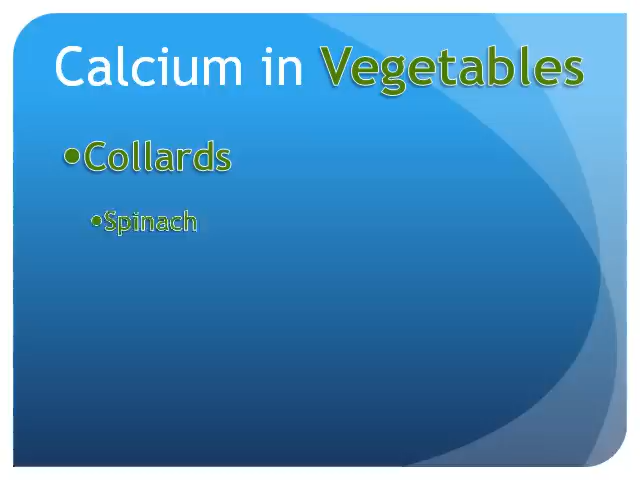 Calcium in Vegetables
•Collards
•Spinach